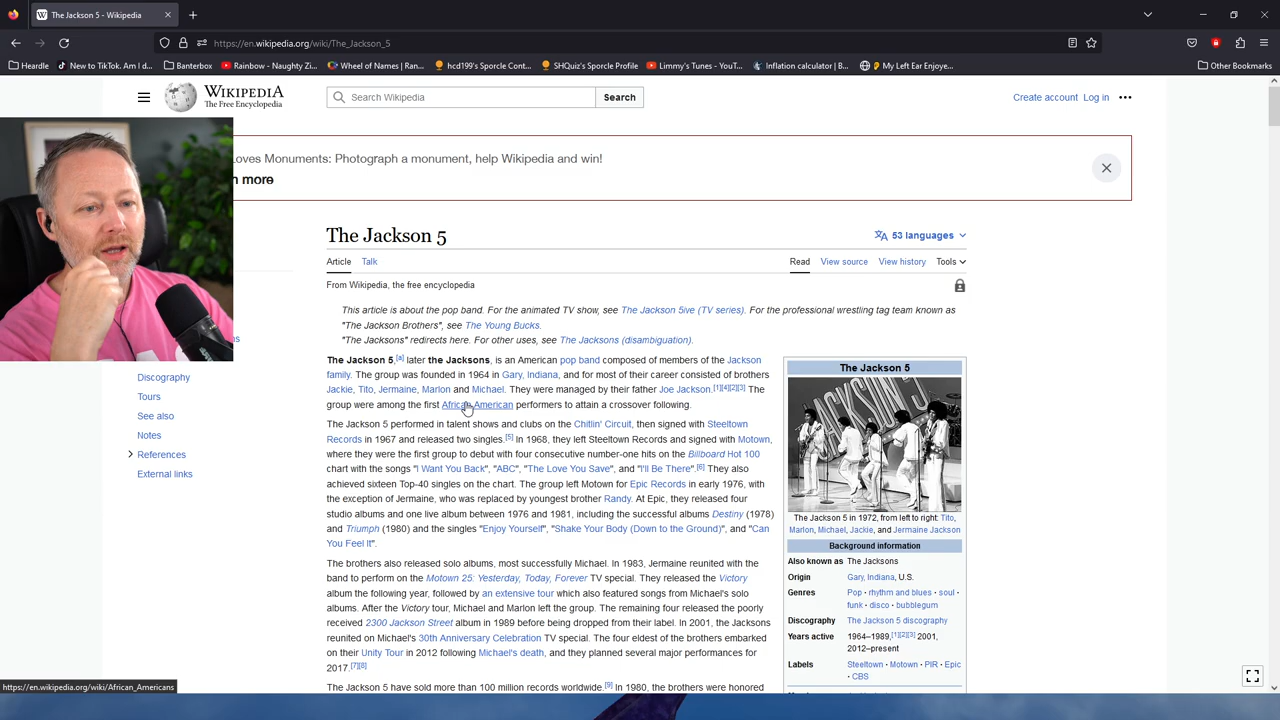 The Jackson 5 - Wikipedia
https://en.wikipedia.org/wiki/The_Jackson_5
Heardle
New to TikTok. Am I d...
Banterbox
Rainbow - Naughty Zi...
Wheel of Names | Ran...
hcd199's Sporcle Cont...
SHQuiz's Sporcle Profile
Limmy's Tunes - YouT...
Inflation calculator | B...
My Left Ear Enjoye...
Other Bookmarks
WIKIPEDIA
The Free Encyclopedia
Search Wikipedia
Search
Create account
Log in
Loves Monuments: Photograph a monument, help Wikipedia and win!
n more
The Jackson 5
53 languages
Article
Talk
Read
View source
View history
Tools
From Wikipedia, the free encyclopedia
This article is about the pop band. For the animated TV show, see The Jackson 5ive (TV series). For the professional wrestling tag team known as
"The Jackson Brothers", see The Young Bucks.
"The Jacksons" redirects here. For other uses, see The Jacksons (disambiguation).
The Jackson 5,[a] later the Jacksons, is an American pop band composed of members of the Jackson
family. The group was founded in 1964 in Gary, Indiana, and for most of their career consisted of brothers
Jackie, Tito, Jermaine, Marlon and Michael. They were managed by their father Joe Jackson.[1][4][2][3] The
group were among the first African-American performers to attain a crossover following.
The Jackson 5 performed in talent shows and clubs on the Chitlin' Circuit, then signed with Steeltown
Records in 1967 and released two singles.[5] In 1968, they left Steeltown Records and signed with Motown,
where they were the first group to debut with four consecutive number-one hits on the Billboard Hot 100
chart with the songs "I Want You Back", "ABC", "The Love You Save", and "I'll Be There".[6] They also
achieved sixteen Top-40 singles on the chart. The group left Motown for Epic Records in early 1976, with
the exception of Jermaine, who was replaced by youngest brother Randy. At Epic, they released four
studio albums and one live album between 1976 and 1981, including the successful albums Destiny (1978)
and Triumph (1980) and the singles "Enjoy Yourself", "Shake Your Body (Down to the Ground)", and "Can
You Feel It".
The brothers also released solo albums, most successfully Michael. In 1983, Jermaine reunited with the
band to perform on the Motown 25: Yesterday, Today, Forever TV special. They released the Victory
album the following year, followed by an extensive tour which also featured songs from Michael's solo
albums. After the Victory tour, Michael and Marlon left the group. The remaining four released the poorly
received 2300 Jackson Street album in 1989 before being dropped from their label. In 2001, the Jacksons
reunited on Michael's 30th Anniversary Celebration TV special. The four eldest of the brothers embarked
on their Unity Tour in 2012 following Michael's death, and they planned several major performances for
2017.[7][8]
The Jackson 5 have sold more than 100 million records worldwide.[9] In 1980, the brothers were honored
Discography
Tours
See also
Notes
References
External links
The Jackson 5
JACKSON 5
The Jackson 5 in 1972, from left to right: Tito,
Marlon, Michael, Jackie, and Jermaine Jackson
Background information
Also known as The Jacksons
Origin Gary, Indiana, U.S.
Genres Pop · rhythm and blues · soul ·
funk · disco · bubblegum
Discography The Jackson 5 discography
Years active 1964–1989,[1][2][3] 2001,
2012–present
Labels Steeltown · Motown · PIR · Epic
· CBS
https://en.wikipedia.org/wiki/African_Americans